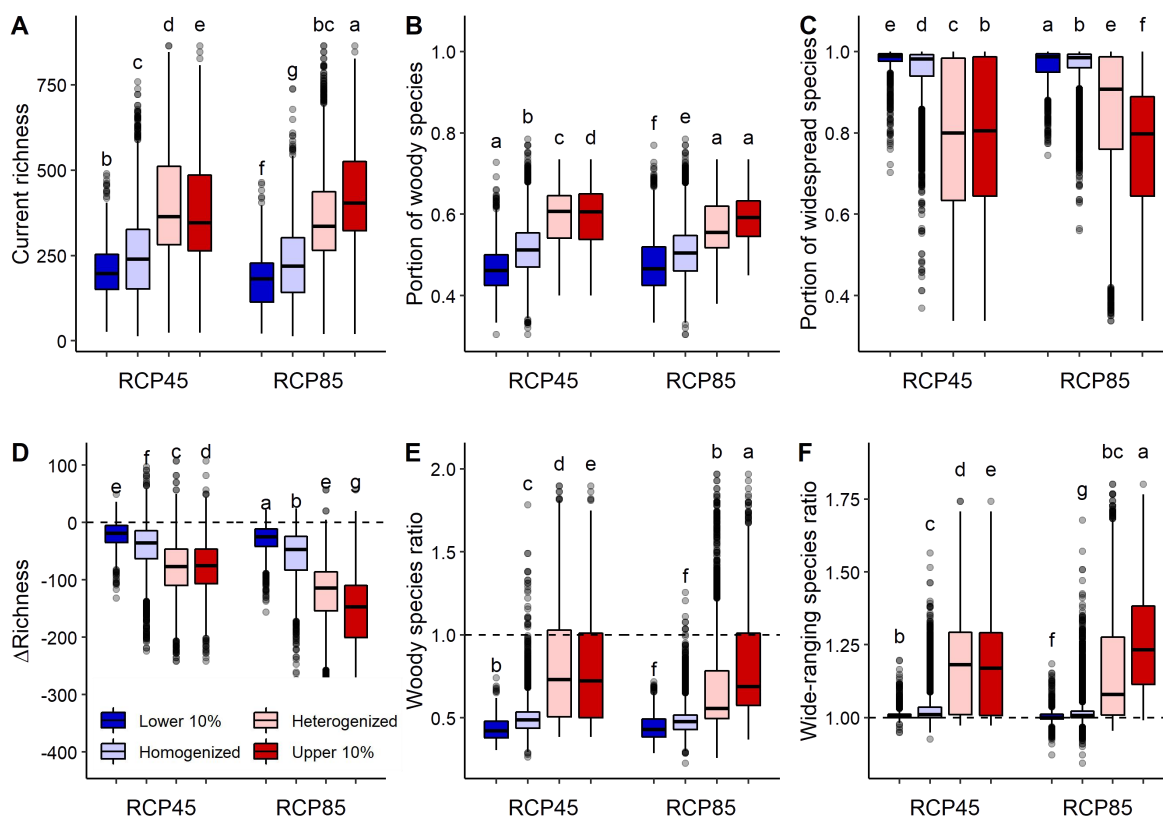 A
Current richness
750
500
250
0
b c d e f g bc a
RCP45 RCP85
B
Portion of woody species
1.0
0.8
0.6
0.4
a b c d f e a a
RCP45 RCP85
C
Portion of widespread species
1.0
0.8
0.6
0.4
e d c b a b e f
RCP45 RCP85
D
ΔRichness
100
0
-100
-200
-300
-400
e f c d a b e g
Lower 10% Heterogenized
Homogenized Upper 10%
RCP45 RCP85
E
Woody species ratio
2.0
1.5
1.0
0.5
b c d e f f b a
RCP45 RCP85
F
Wide-ranging species ratio
1.75
1.50
1.25
1.00
b c d e f g bc a
RCP45 RCP85